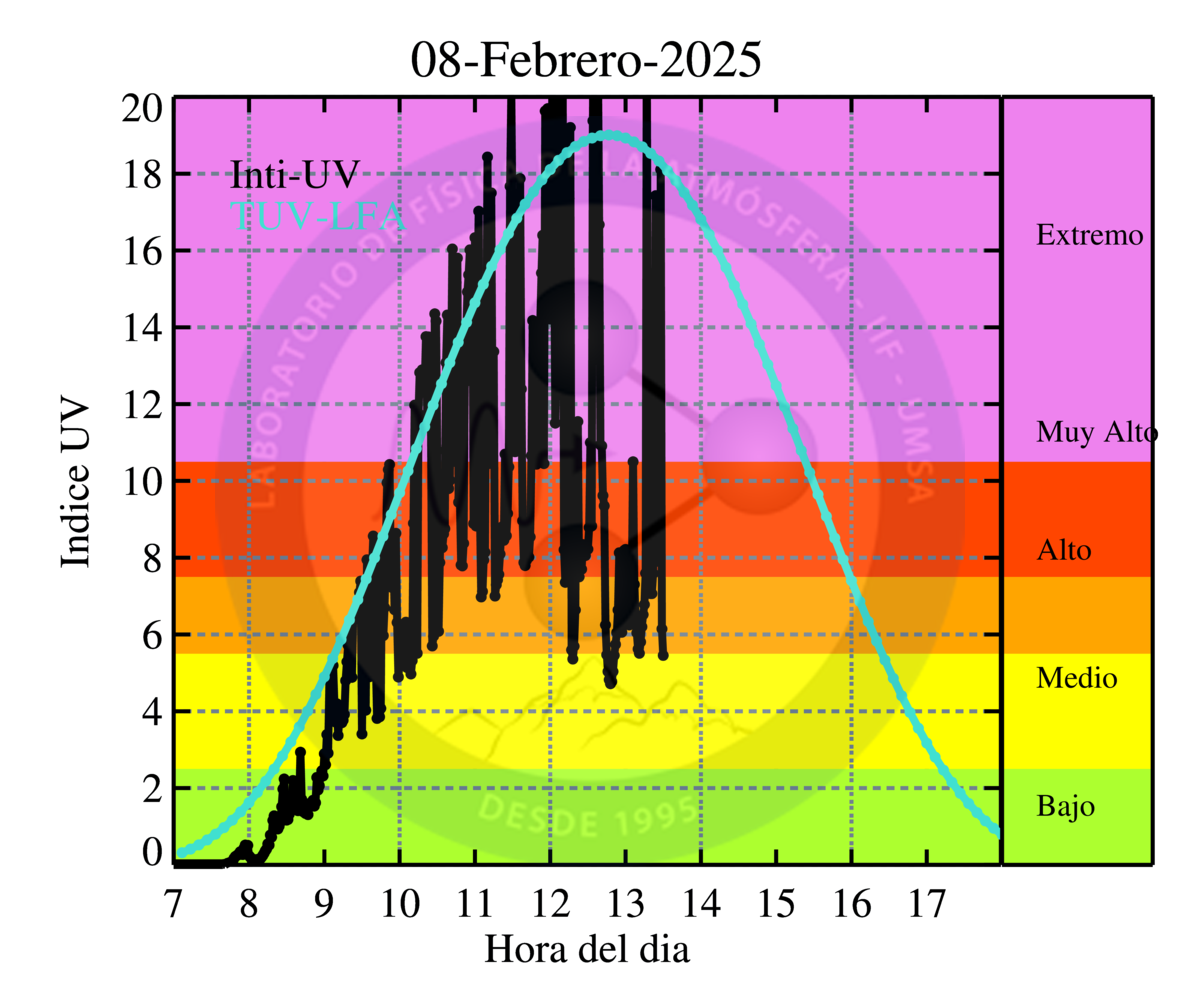 08-Febrero-2025
20
18
16
14
12
10
8
6
4
2
0
Indice UV
Inti-UV
TUV-LFA
LABORATORIO DE FÍSICA DE LA ATMÓSFERA - IIF - UMSA
DESDE 1995
Extremo
Muy Alto
Alto
Medio
Bajo
7 8 9 10 11 12 13 14 15 16 17
Hora del dia